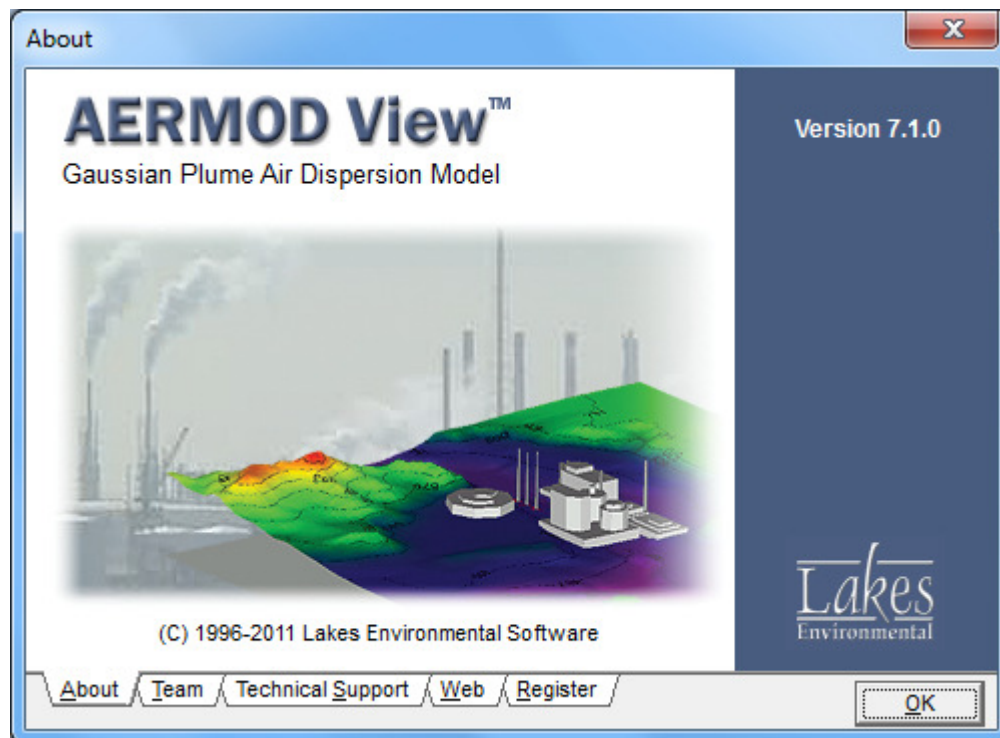 About
AERMOD View™
Gaussian Plume Air Dispersion Model
Version 7.1.0
Lakes
Environmental
(C) 1996-2011 Lakes Environmental Software
About
Team
Technical Support
Web
Register
OK